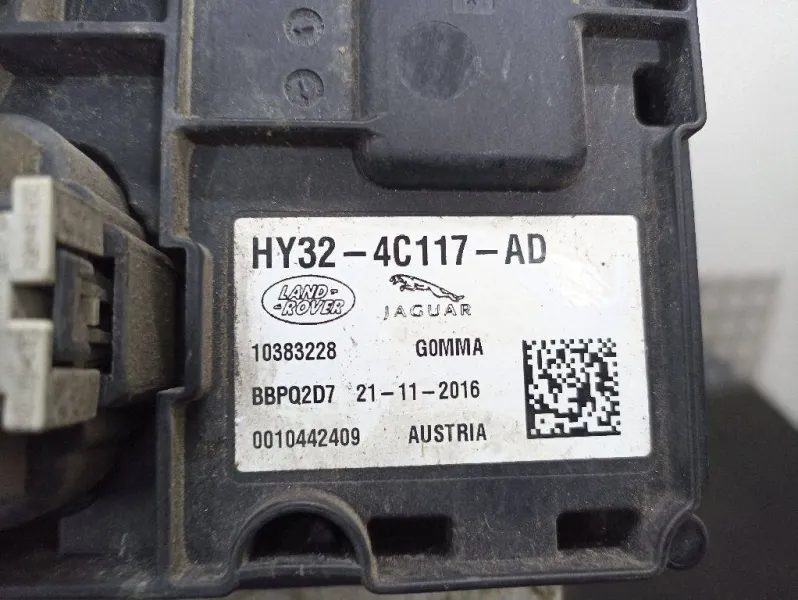 HY32-4C117-AD
LAND-
-ROVER
JAGUAR
10383228 GOMMA
BBPQ2D7 21-11-2016
0010442409 AUSTRIA